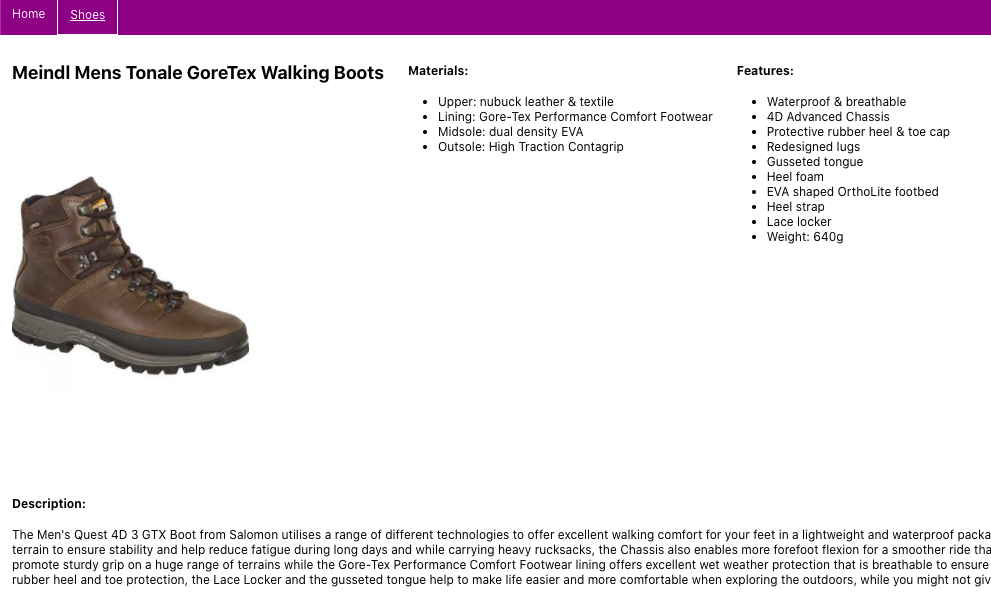 Home
Shoes
Meindl Mens Tonale GoreTex Walking Boots
Materials:
Upper: nubuck leather & textile
Lining: Gore-Tex Performance Comfort Footwear
Midsole: dual density EVA
Outsole: High Traction Contagrip
Features:
Waterproof & breathable
4D Advanced Chassis
Protective rubber heel & toe cap
Redesigned lugs
Gusseted tongue
Heel foam
EVA shaped OrthoLite footbed
Heel strap
Lace locker
Weight: 640g
Description:
The Men's Quest 4D 3 GTX Boot from Salomon utilises a range of different technologies to offer excellent walking comfort for your feet in a lightweight and waterproof packa
terrain to ensure stability and help reduce fatigue during long days and while carrying heavy rucksacks, the Chassis also enables more forefoot flexion for a smoother ride tha
promote sturdy grip on a huge range of terrains while the Gore-Tex Performance Comfort Footwear lining offers excellent wet weather protection that is breathable to ensure
rubber heel and toe protection, the Lace Locker and the gusseted tongue help to make life easier and more comfortable when exploring the outdoors, while you might not giv